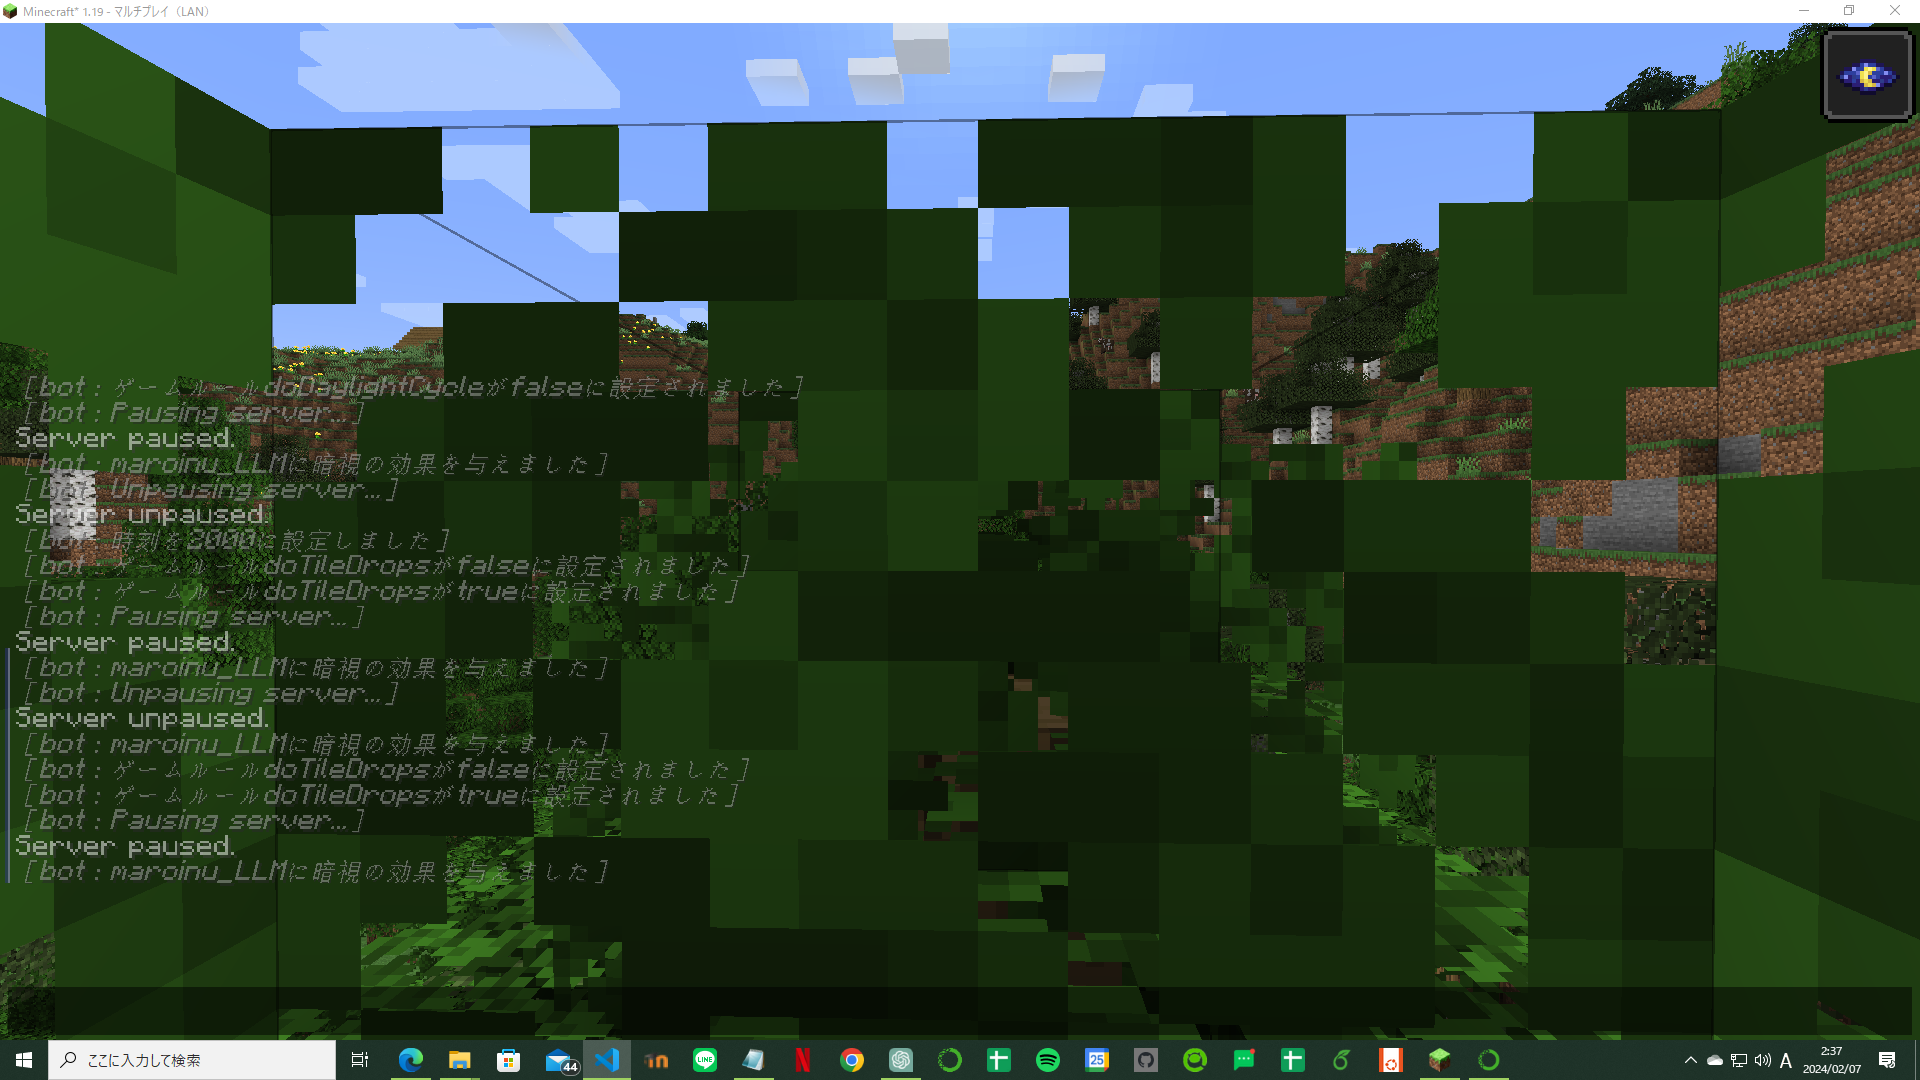 Minecraft* 1.19 - マルチプレイ（LAN）
[bot : ゲームルールdoDaylightCycleがfalseに設定されました]
[bot : Pausing server...]
Server paused.
[bot : maroinu_LLMに暗視の効果を与えました]
[bot : Unpausing server...]
Server unpaused.
[bot : 時刻を2000に設定しました]
[bot : ゲームルールdoTileDropsがfalseに設定されました]
[bot : ゲームルールdoTileDropsがtrueに設定されました]
[bot : Pausing server...]
Server paused.
[bot : maroinu_LLMに暗視の効果を与えました]
[bot : Unpausing server...]
Server unpaused.
[bot : maroinu_LLMに暗視の効果を与えました]
[bot : ゲームルールdoTileDropsがfalseに設定されました]
[bot : ゲームルールdoTileDropsがtrueに設定されました]
[bot : Pausing server...]
Server paused.
[bot : maroinu_LLMに暗視の効果を与えました]
ここに入力して検索
44
LINE
25
A
2:37
2024/02/07